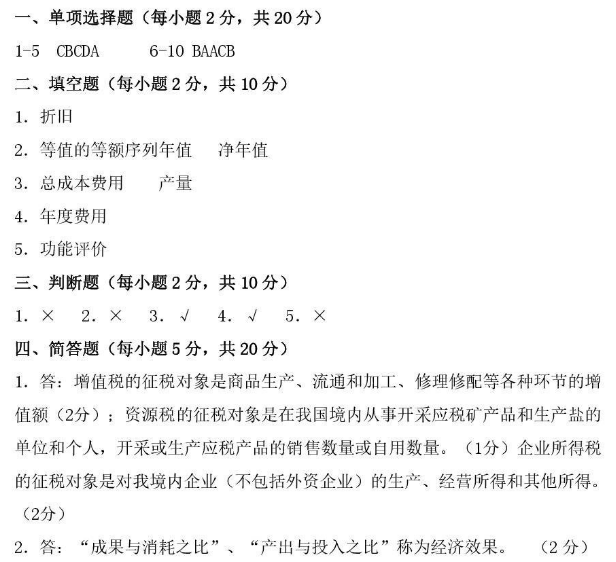 一、单项选择题（每小题2分，共20分）
1-5 CBCDA 6-10 BAACB
二、填空题（每小题2分，共10分）
1. 折旧
2. 等值的等额序列年值 净年值
3. 总成本费用 产量
4. 年度费用
5. 功能评价
三、判断题（每小题2分，共10分）
1. × 2. × 3. √ 4. √ 5. ×
四、简答题（每小题5分，共20分）
1. 答：增值税的征税对象是商品生产、流通和加工、修理修配等各种环节的增
值额（2分）；资源税的征税对象是在我国境内从事开采应税矿产品和生产盐的
单位和个人，开采或生产应税产品的销售数量或自用数量。（1分）企业所得税
的征税对象是对我境内企业（不包括外资企业）的生产、经营所得和其他所得。
（2分）
2. 答：“成果与消耗之比”、“产出与投入之比”称为经济效果。 （2分）